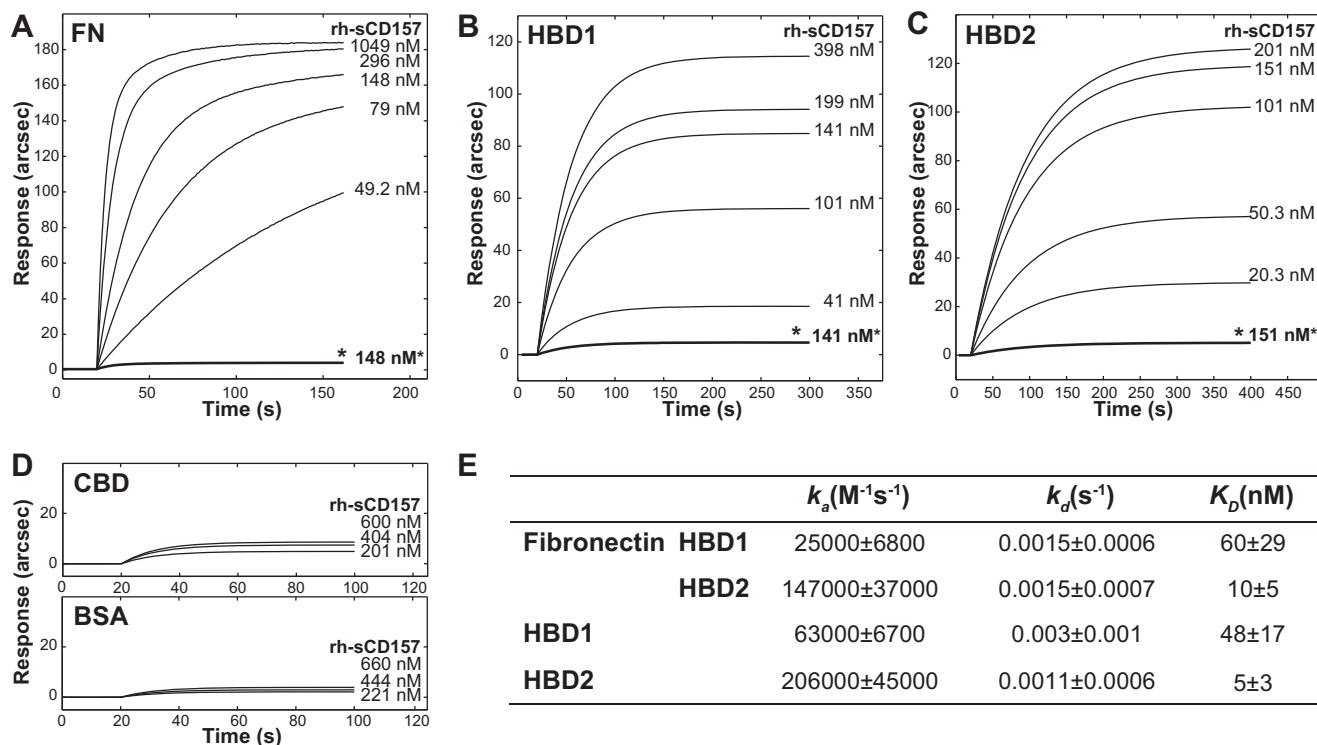 A
FN
rh-sCD157
1049 nM
296 nM
148 nM
79 nM
49.2 nM
* 148 nM*
Response (arcsec)
180
160
140
120
100
80
60
40
20
0
0 50 100 150 200
Time (s)
B
HBD1
rh-sCD157
398 nM
199 nM
141 nM
101 nM
41 nM
* 141 nM*
Response (arcsec)
120
100
80
60
40
20
0
0 50 100 150 200 250 300 350
Time (s)
C
HBD2
rh-sCD157
201 nM
151 nM
101 nM
50.3 nM
20.3 nM
* 151 nM*
Response (arcsec)
120
100
80
60
40
20
0
0 50 100 150 200 250 300 350 400 450
Time (s)
D
CBD
rh-sCD157
600 nM
404 nM
201 nM
20
0
0 20 40 60 80 100 120
BSA
rh-sCD157
660 nM
444 nM
221 nM
20
0
0 20 40 60 80 100 120
Response (arcsec)
Time (s)
E
ka(M-1s-1) kd(s-1) KD(nM)
Fibronectin HBD1 25000±6800 0.0015±0.0006 60±29
HBD2 147000±37000 0.0015±0.0007 10±5
HBD1 63000±6700 0.003±0.001 48±17
HBD2 206000±45000 0.0011±0.0006 5±3